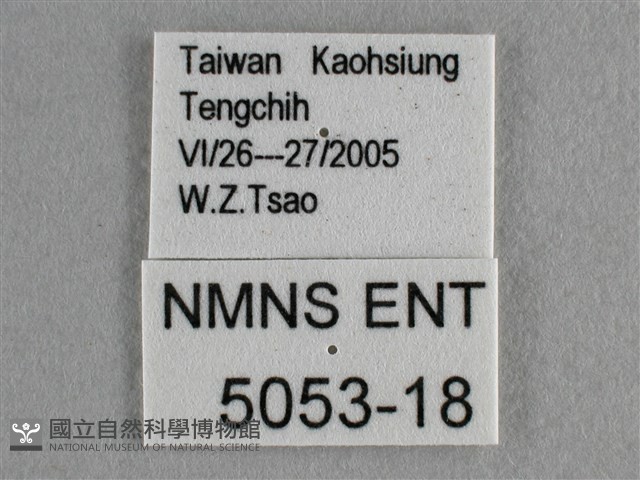 Taiwan Kaohsiung
Tengchih
VI/26---27/2005
W.Z.Tsao
NMNS ENT
5053-18
國立自然科學博物館
NATIONAL MUSEUM OF NATURAL SCIENCE